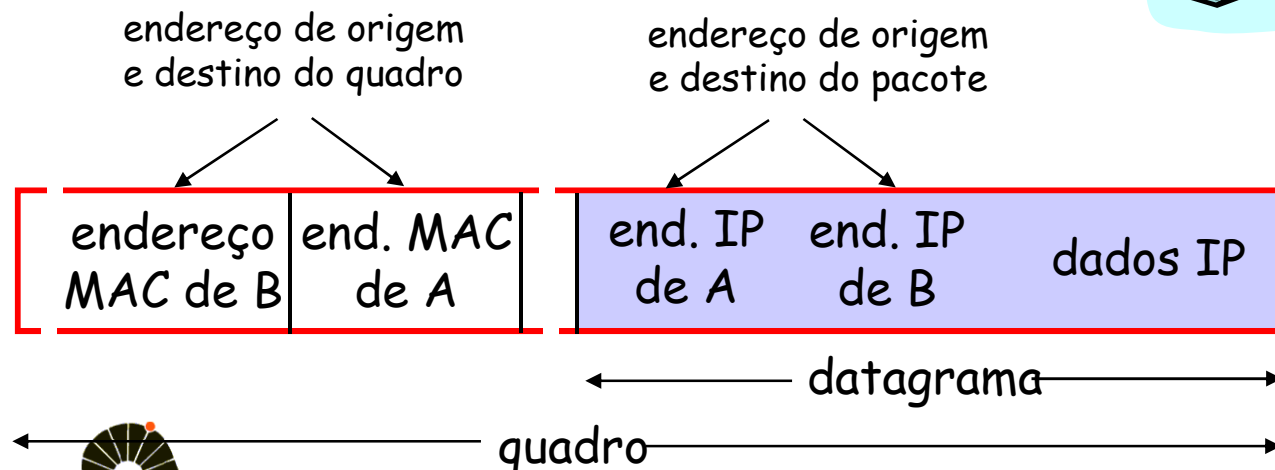 endereço de origem
e destino do quadro
endereço de origem
e destino do pacote
endereço
MAC de B
end. MAC
de A
end. IP
de A
end. IP
de B
dados IP
datagrama
quadro